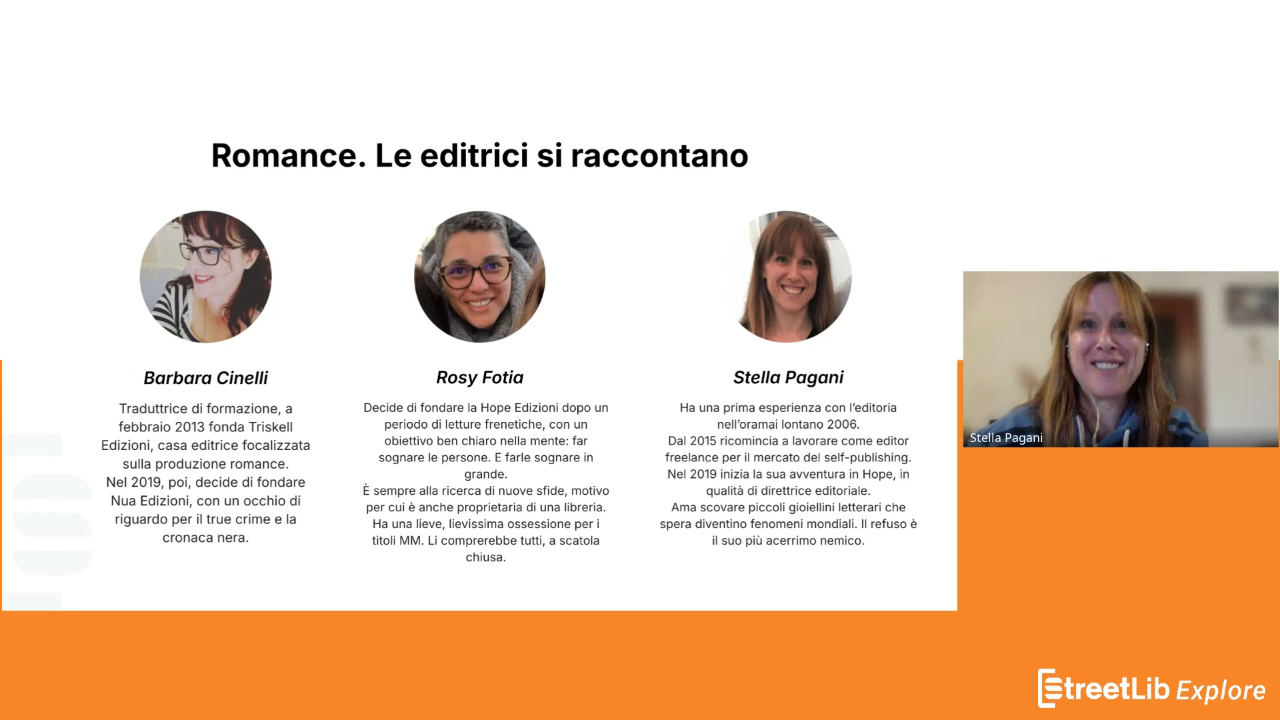 Romance. Le editrici si raccontano
Barbara Cinelli
Traduttrice di formazione, a
febbraio 2013 fonda Triskell
Edizioni, casa editrice focalizzata
sulla produzione romance.
Nel 2019, poi, decide di fondare
Nua Edizioni, con un occhio di
riguardo per il true crime e la
cronaca nera.
Rosy Fotia
Decide di fondare la Hope Edizioni dopo un
periodo di letture frenetiche, con un
obiettivo ben chiaro nella mente: far
sognare le persone. E farle sognare in
grande.
È sempre alla ricerca di nuove sfide, motivo
per cui è anche proprietaria di una libreria.
Ha una lieve, lievissima ossessione per i
titoli MM. Li comprerebbe tutti, a scatola
chiusa.
Stella Pagani
Ha una prima esperienza con l'editoria
nell'oramai lontano 2006.
Dal 2015 ricomincia a lavorare come editor
freelance per il mercato del self-publishing.
Nel 2019 inizia la sua avventura in Hope, in
qualità di direttrice editoriale.
Ama scovare piccoli gioiellini letterari che
spera diventino fenomeni mondiali. Il refuso è
il suo più acerrimo nemico.
Stella Pagani
StreetLib Explore